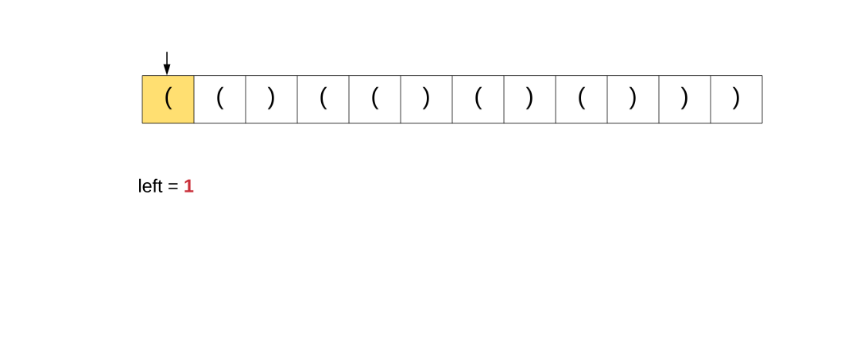 ( ( ) ( ( ) ( ) ( ) ) )
left = 1